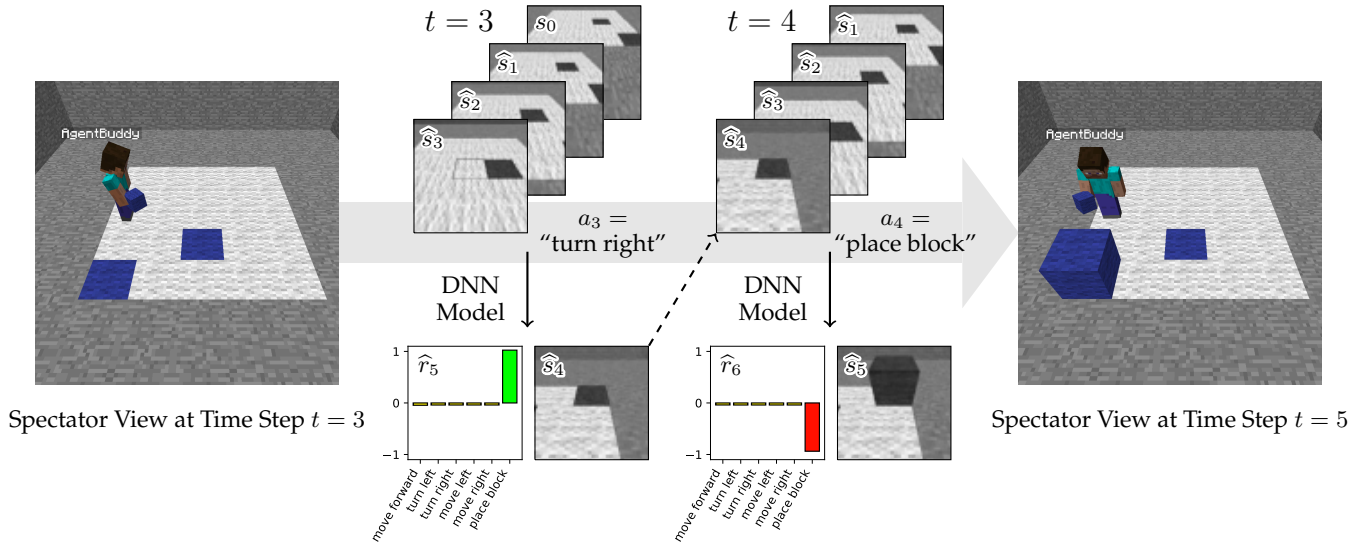 t = 3
s₀
ŝ₁
ŝ₂
ŝ₃
t = 4
ŝ₁
ŝ₂
ŝ₃
ŝ₄
AgentBuddy
AgentBuddy
a₃ =
“turn right”
a₄ =
“place block”
DNN
Model
DNN
Model
1
0
−1
r̂₅
ŝ₄
1
0
−1
r̂₆
ŝ₅
Spectator View at Time Step t = 3
Spectator View at Time Step t = 5
move forward
turn left
turn right
move left
move right
place block
move forward
turn left
turn right
move left
move right
place block